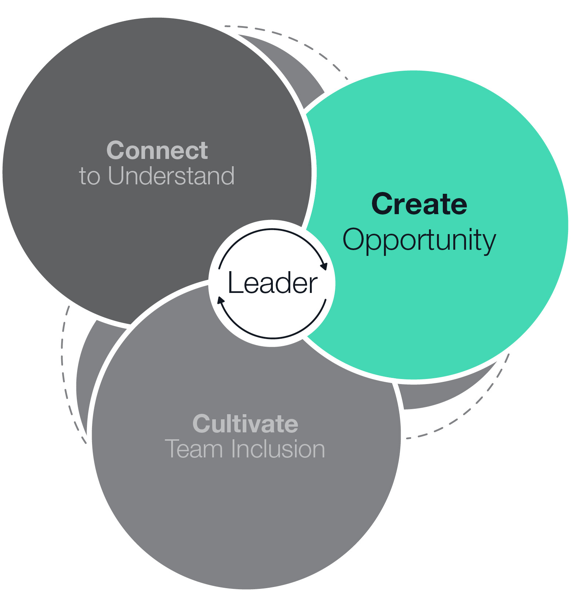 Connect
to Understand
Create
Opportunity
Leader
Cultivate
Team Inclusion